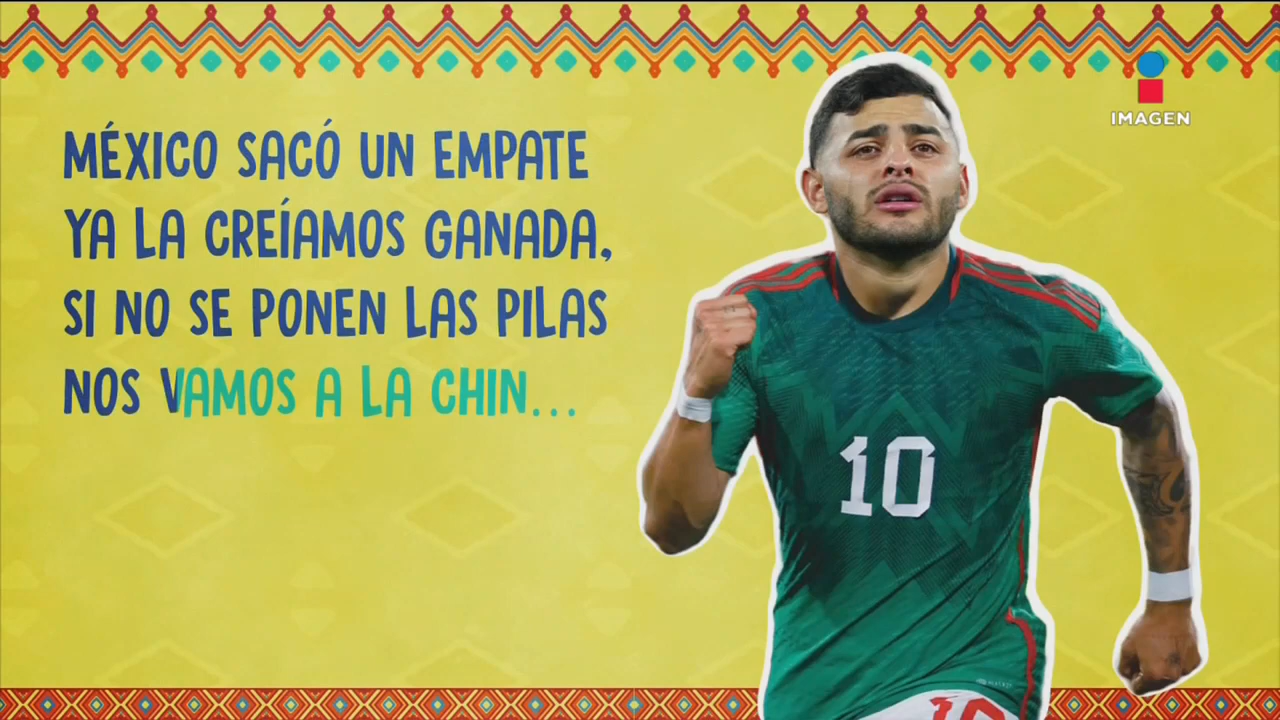 MÉXICO SACÓ UN EMPATE
YA LA CREÍAMOS GANADA,
SI NO SE PONEN LAS PILAS
NOS VAMOS A LA CHIN...
IMAGEN
10
10